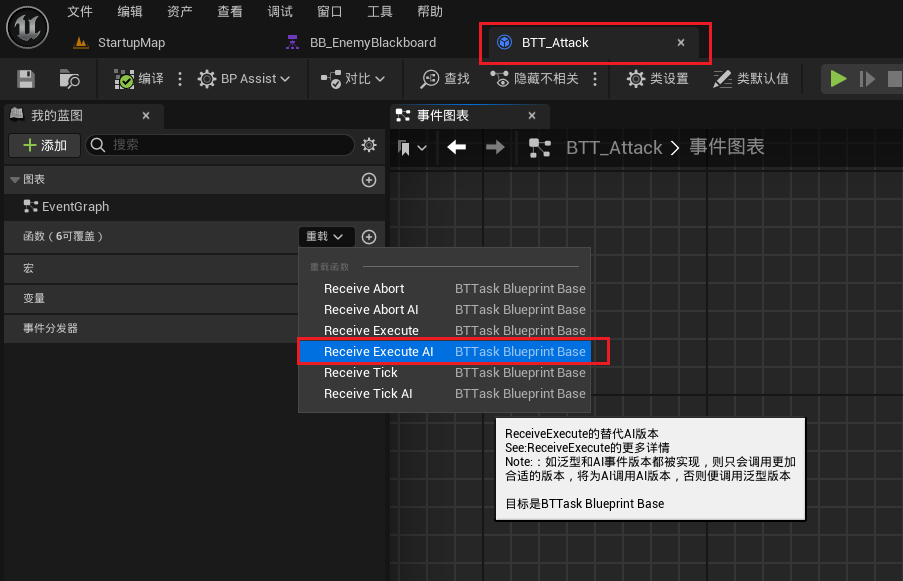 文件 编辑 资产 查看 调试 窗口 工具 帮助
StartupMap BB_EnemyBlackboard BTT_Attack
编译 BP Assist 对比 查找 隐藏不相关 类设置 类默认值
我的蓝图 事件图表
添加 搜索 BTT_Attack > 事件图表
图表
EventGraph
函数（6可覆盖） 重载
宏
变量
事件分发器
重载函数
Receive Abort BTTask Blueprint Base
Receive Abort AI BTTask Blueprint Base
Receive Execute BTTask Blueprint Base
Receive Execute AI BTTask Blueprint Base
Receive Tick BTTask Blueprint Base
Receive Tick AI BTTask Blueprint Base
ReceiveExecute的替代AI版本
See:ReceiveExecute的更多详情
Note:：如泛型和AI事件版本都被实现，则只会调用更加
合适的版本，将为AI调用AI版本，否则便调用泛型版本
目标是BTTask Blueprint Base